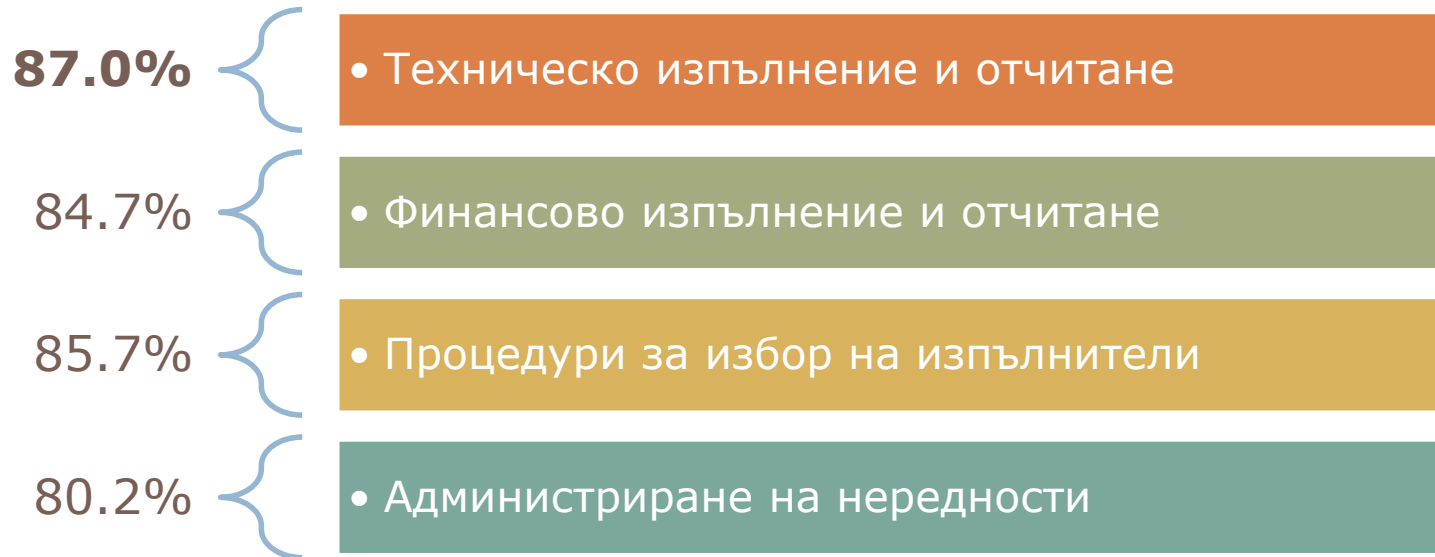 87.0%
• Техническо изпълнение и отчитане
84.7%
• Финансово изпълнение и отчитане
85.7%
• Процедури за избор на изпълнители
80.2%
• Администриране на нередности